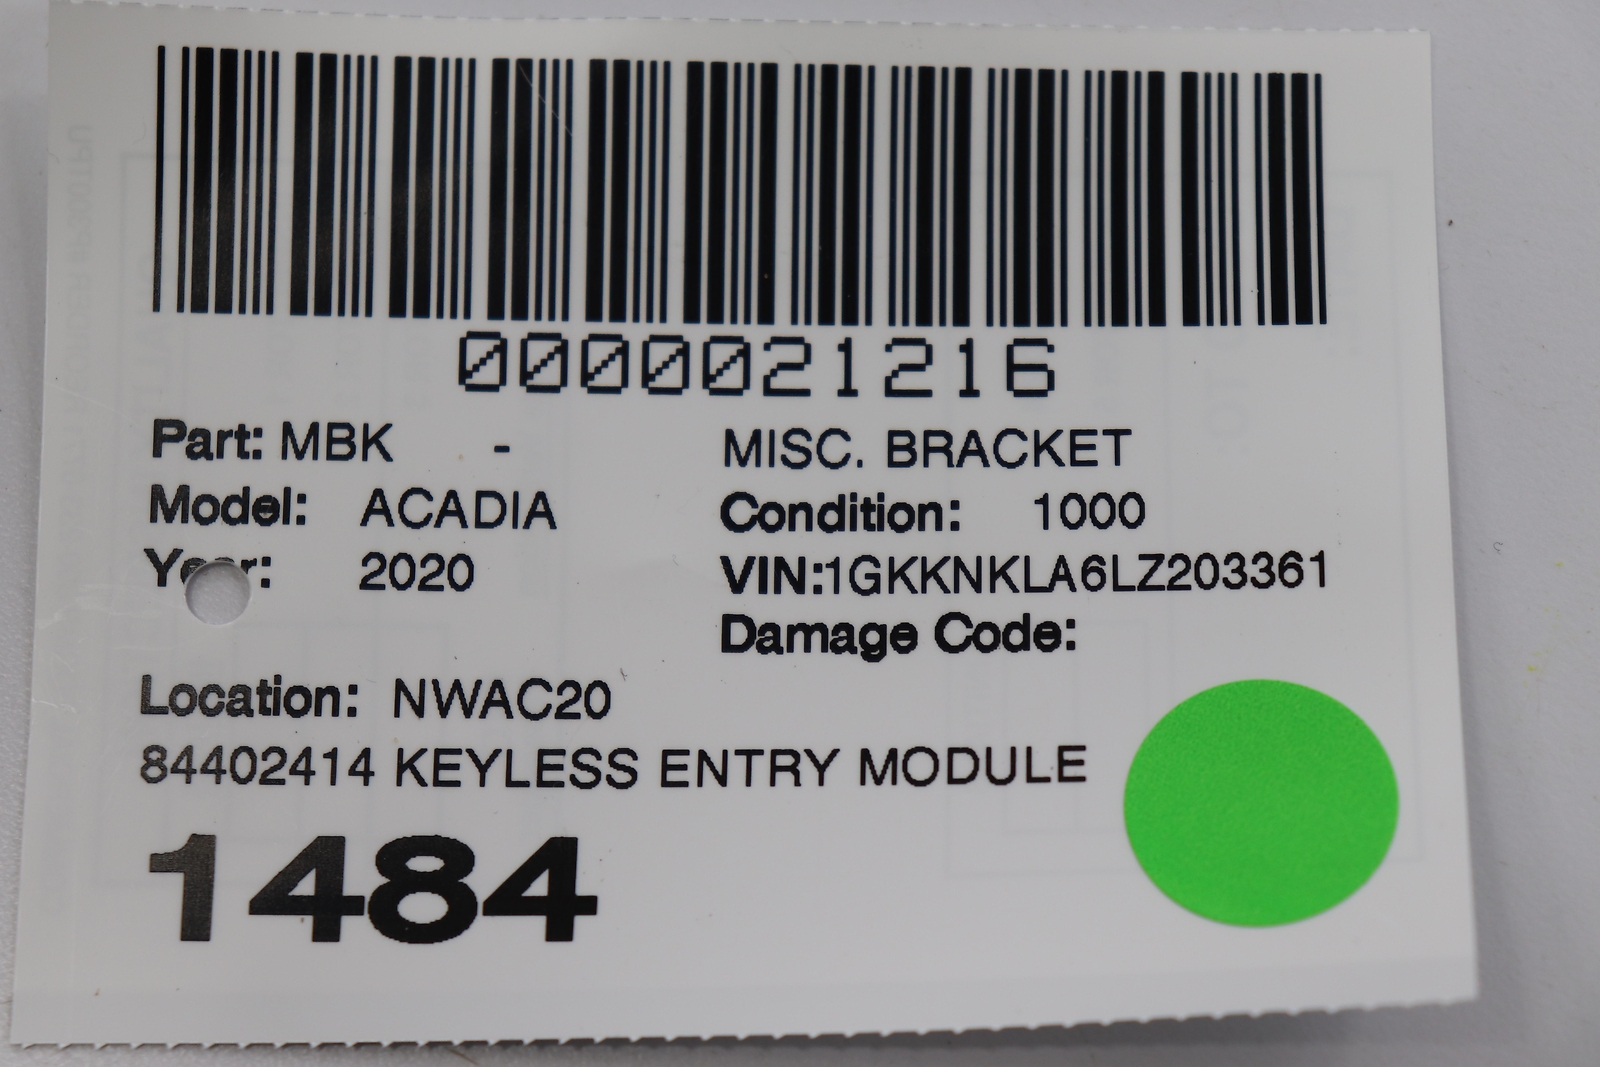 0000021216
Part: MBK - MISC. BRACKET
Model: ACADIA Condition: 1000
Year: 2020 VIN:1GKKNKLA6LZ203361
Damage Code:
Location: NWAC20
84402414 KEYLESS ENTRY MODULE
1484